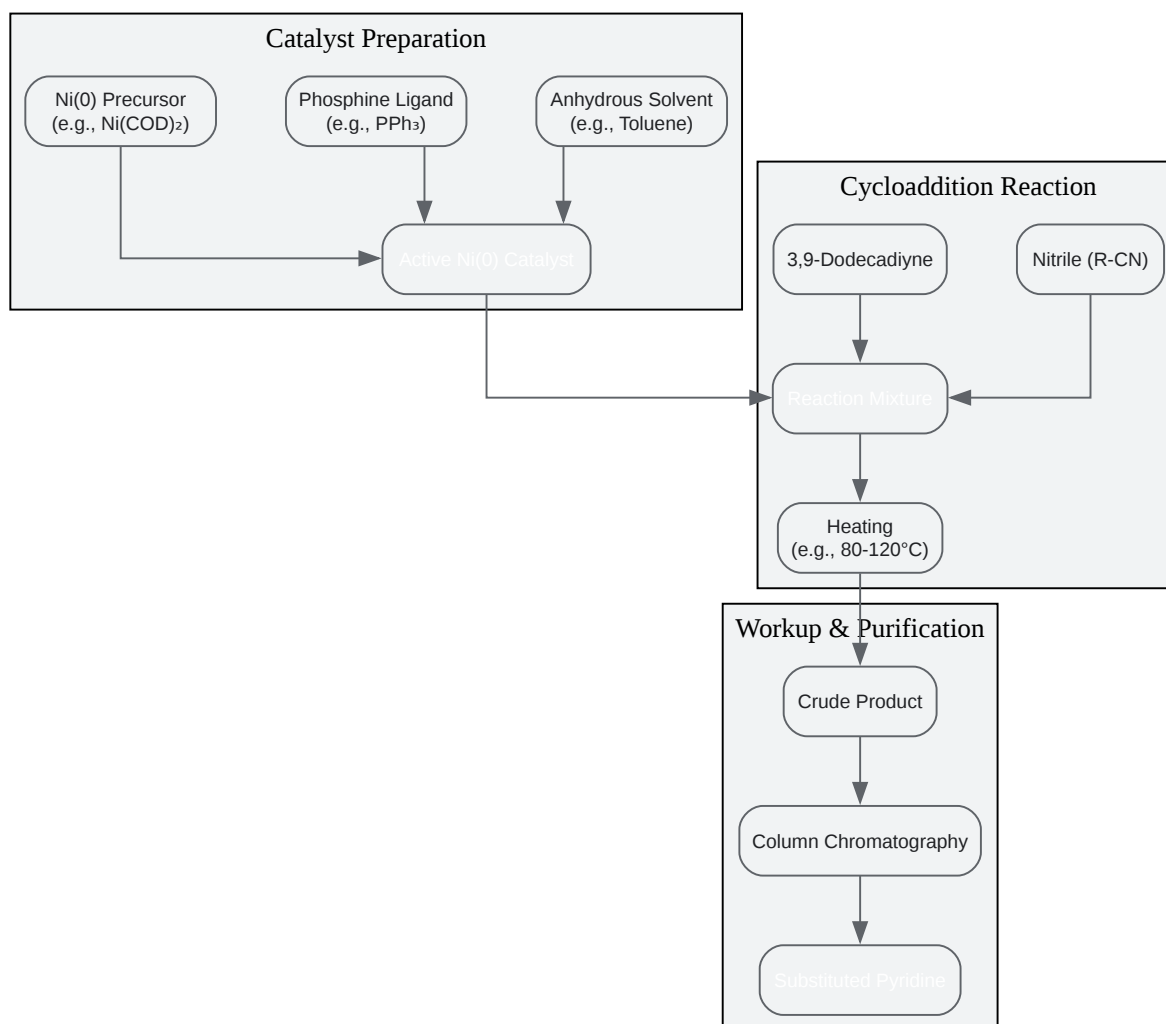 Catalyst Preparation
Ni(0) Precursor
(e.g., Ni(COD)₂)
Phosphine Ligand
(e.g., PPh₃)
Anhydrous Solvent
(e.g., Toluene)
Active Ni(0) Catalyst
Cycloaddition Reaction
3,9-Dodecadiyne
Nitrile (R-CN)
Reaction Mixture
Heating
(e.g., 80-120°C)
Workup & Purification
Crude Product
Column Chromatography
Substituted Pyridine